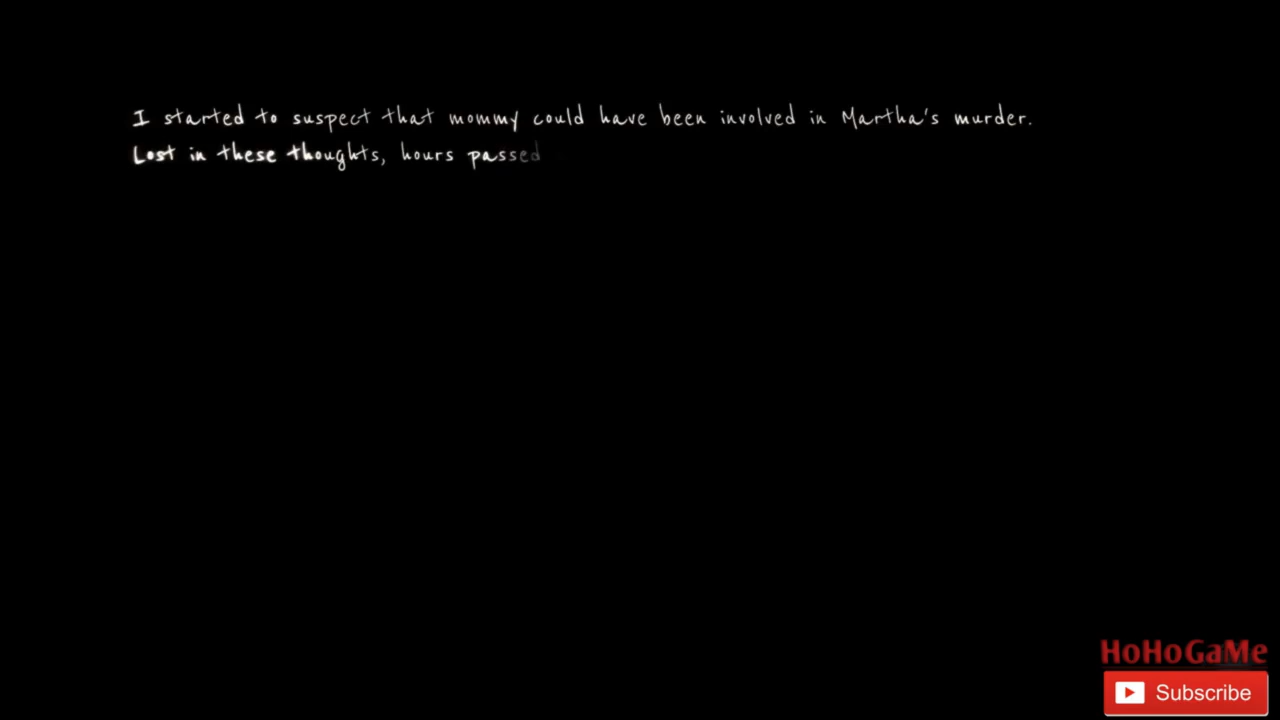 I started to suspect that mommy could have been involved in Martha's murder.
Lost in these thoughts, hours passed
HoHoGaMe
Subscribe